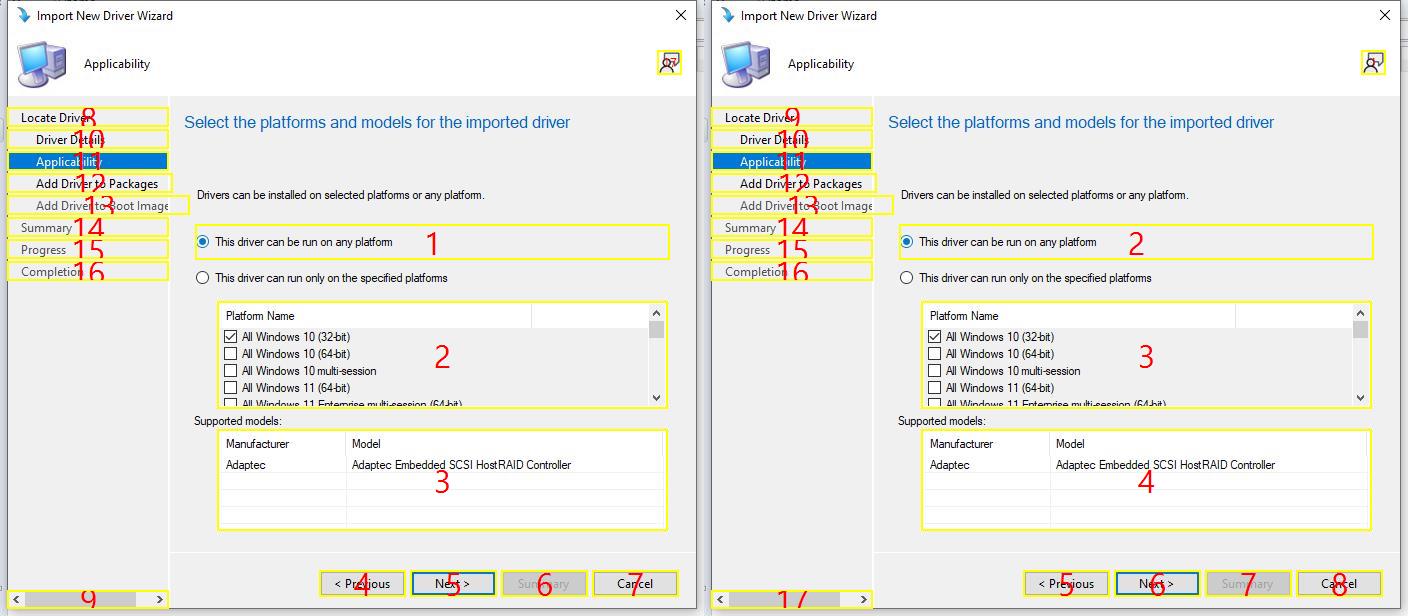 Import New Driver Wizard
Applicability
17
8
Locate Driver
10
Driver Details
11
Applicability
12
Add Driver to Packages
13
Add Driver to Boot Image
14
Summary
15
Progress
16
Completion
9
Select the platforms and models for the imported driver
Drivers can be installed on selected platforms or any platform.
This driver can be run on any platform
1
This driver can run only on the specified platforms
Platform Name
All Windows 10 (32-bit)
All Windows 10 (64-bit)
2
All Windows 10 multi-session
All Windows 11 (64-bit)
All Windows 11 Enterprise multi-session (64-bit)
Supported models:
Manufacturer Model
Adaptec Adaptec Embedded SCSI HostRAID Controller
3
< Previous 4
Next > 5
Summary 6
Cancel 7
Import New Driver Wizard
Applicability
1
9
Locate Driver
10
Driver Details
11
Applicability
12
Add Driver to Packages
13
Add Driver to Boot Image
14
Summary
15
Progress
16
Completion
17
Select the platforms and models for the imported driver
Drivers can be installed on selected platforms or any platform.
This driver can be run on any platform
2
This driver can run only on the specified platforms
Platform Name
All Windows 10 (32-bit)
All Windows 10 (64-bit)
3
All Windows 10 multi-session
All Windows 11 (64-bit)
All Windows 11 Enterprise multi-session (64-bit)
Supported models:
Manufacturer Model
Adaptec Adaptec Embedded SCSI HostRAID Controller
4
< Previous 5
Next > 6
Summary 7
Cancel 8